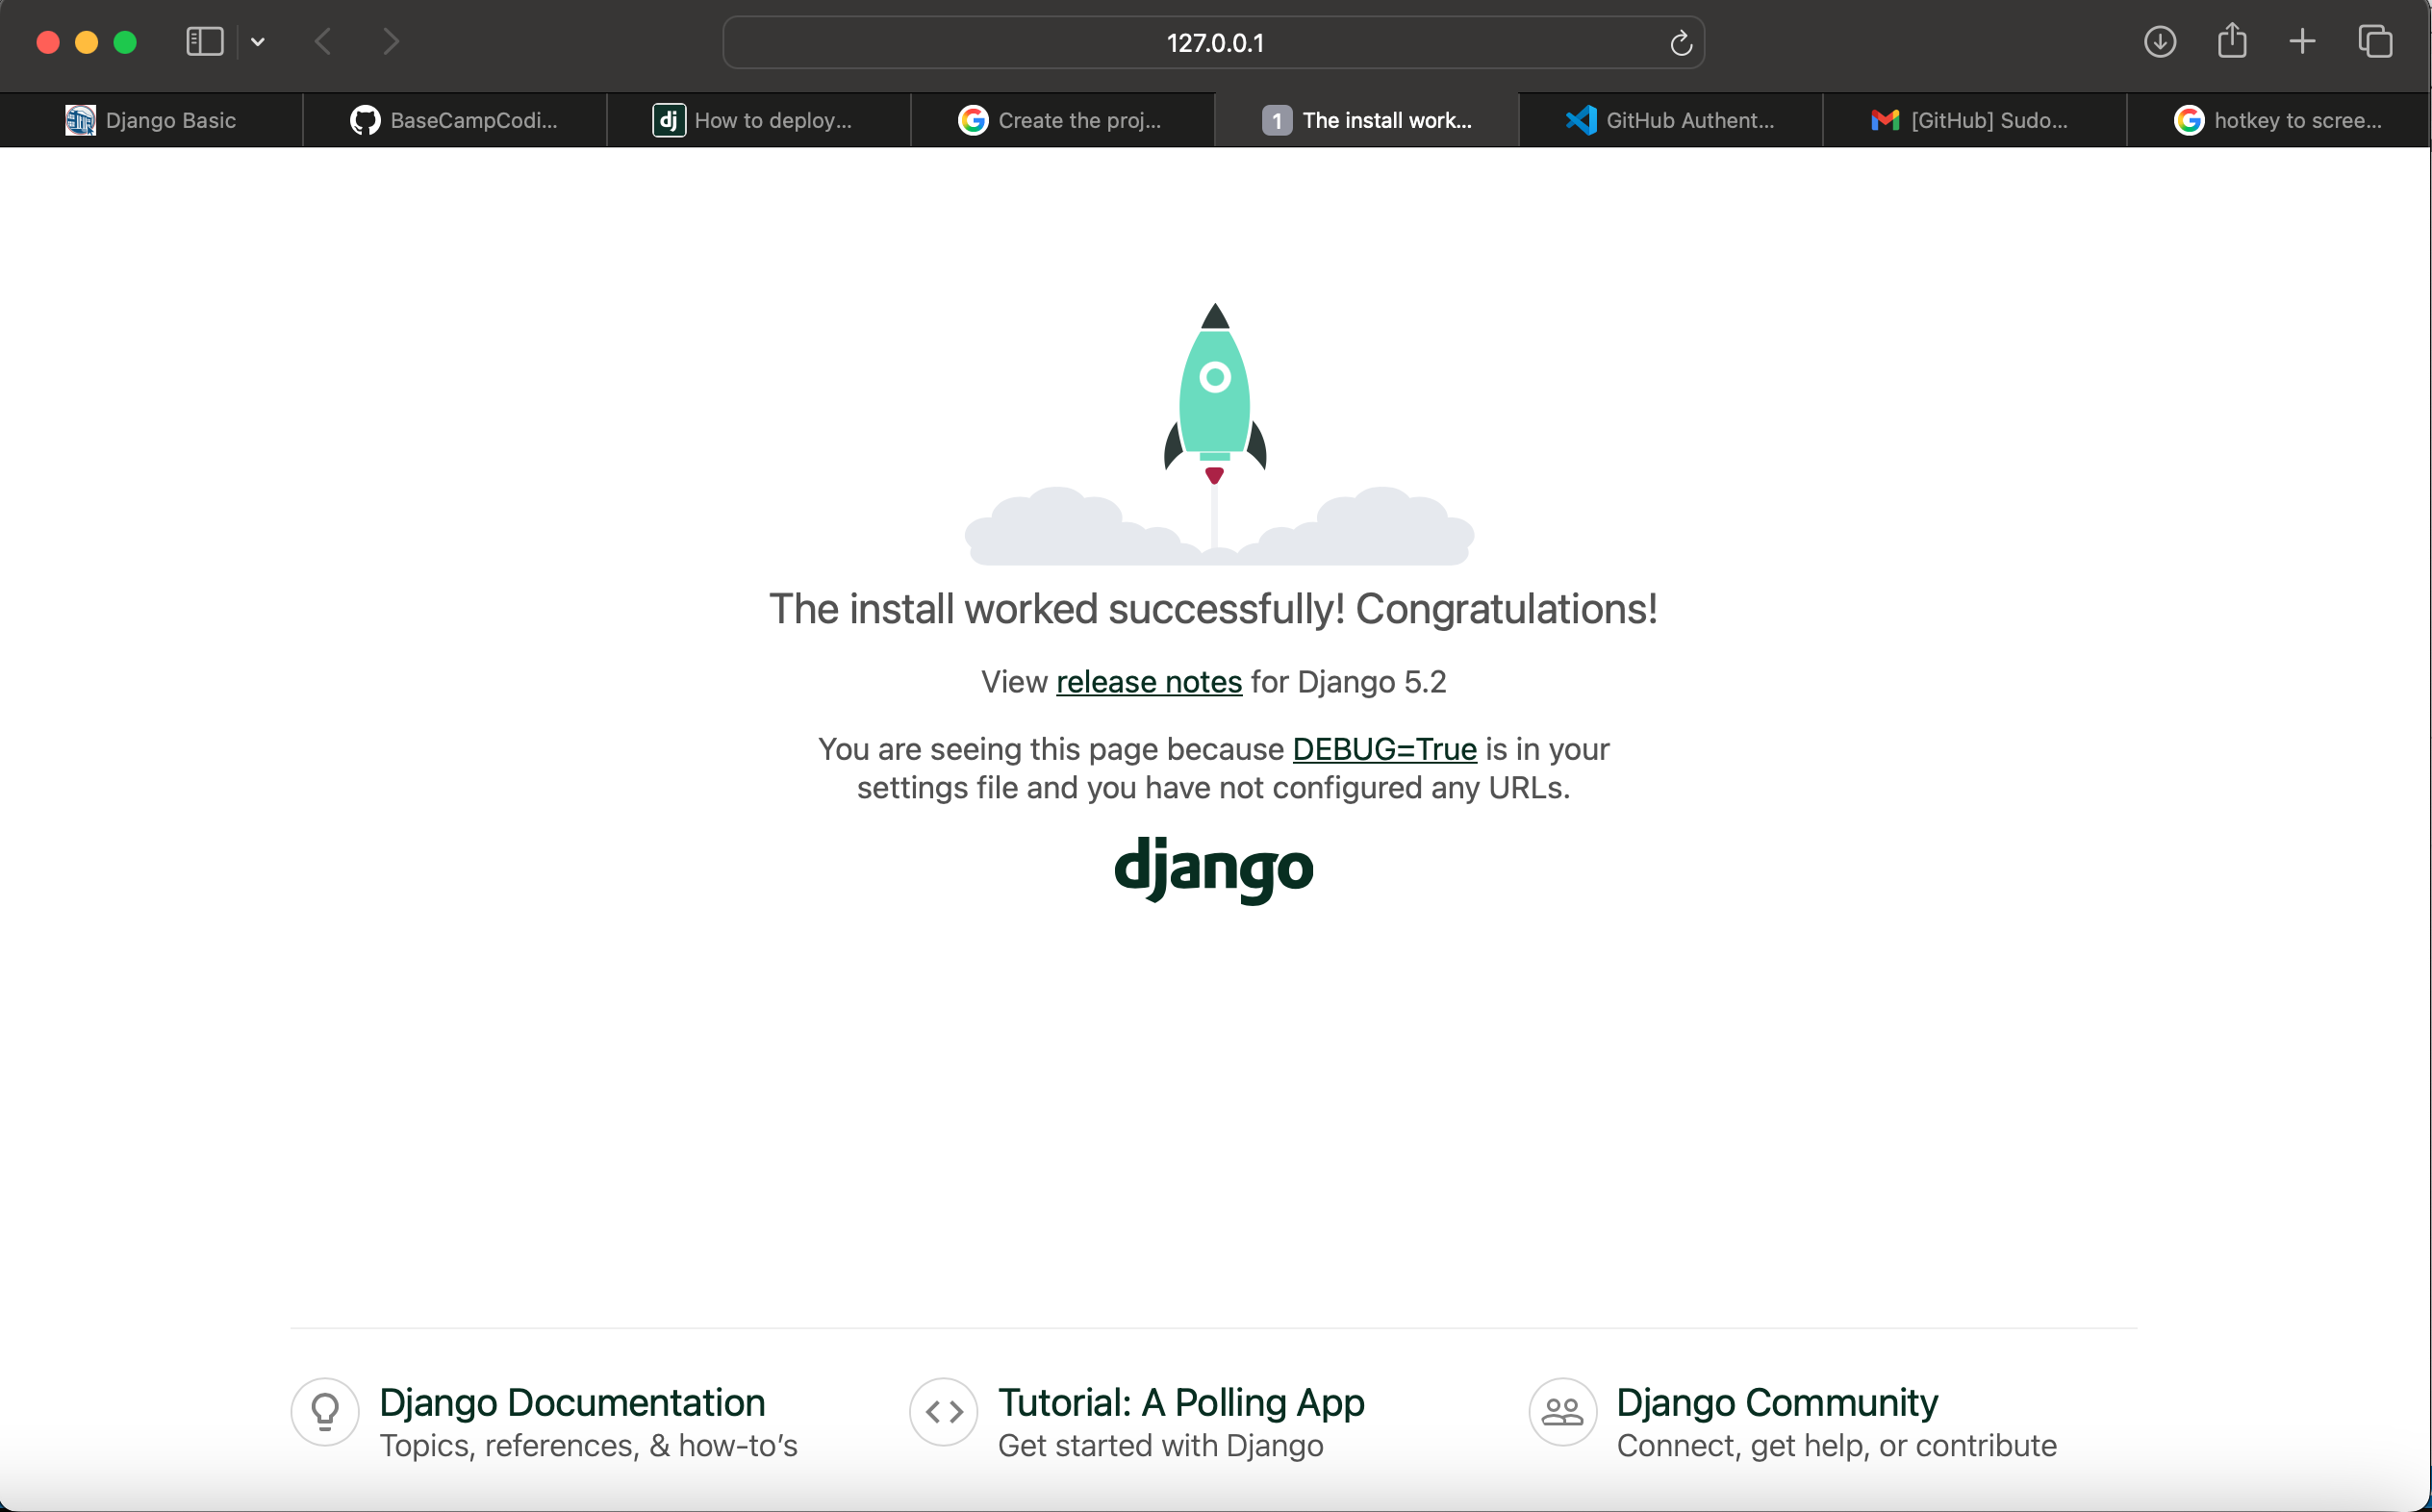 127.0.0.1
Django Basic
BaseCampCodi...
dj
How to deploy...
Create the proj...
1
The install work...
GitHub Authent...
[GitHub] Sudo...
hotkey to scree...
The install worked successfully! Congratulations!
View release notes for Django 5.2
You are seeing this page because DEBUG=True is in your
settings file and you have not configured any URLs.
django
Django Documentation
Topics, references, & how-to’s
Tutorial: A Polling App
Get started with Django
Django Community
Connect, get help, or contribute